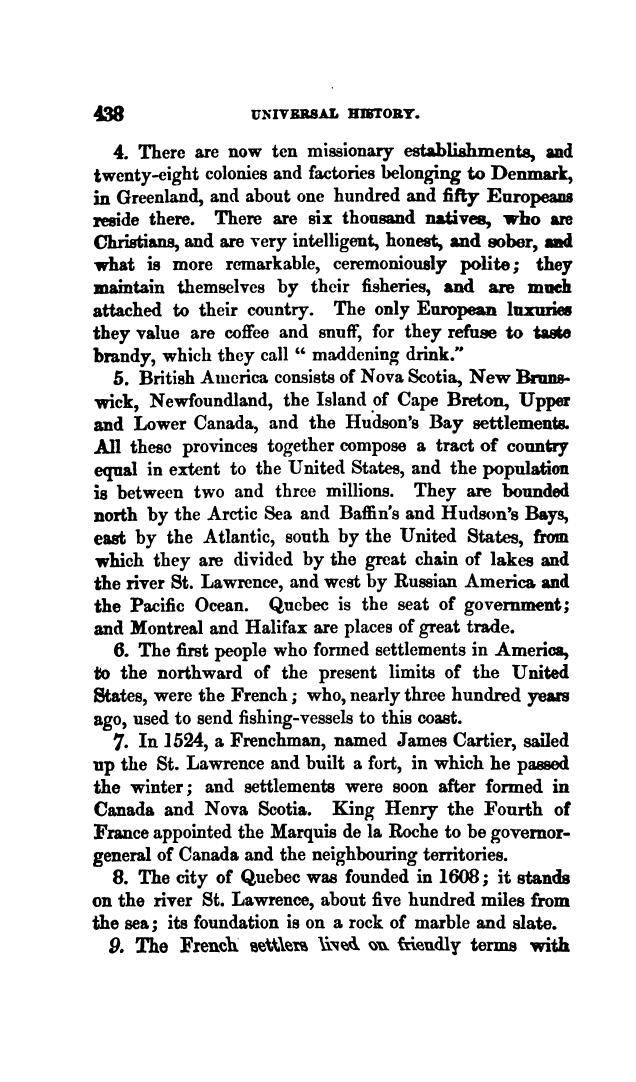 438 UNIVERSAL HISTORY.
4. There are now ten missionary establishments, and
twenty-eight colonies and factories belonging to Denmark,
in Greenland, and about one hundred and fifty Europeans
reside there. There are six thousand natives, who are
Christians, and are very intelligent, honest, and sober, and
what is more remarkable, ceremoniously polite; they
maintain themselves by their fisheries, and are much
attached to their country. The only European luxuries
they value are coffee and snuff, for they refuse to taste
brandy, which they call “ maddening drink.”
5. British America consists of Nova Scotia, New Bruns-
wick, Newfoundland, the Island of Cape Breton, Upper
and Lower Canada, and the Hudson's Bay settlements.
All these provinces together compose a tract of country
equal in extent to the United States, and the population
is between two and three millions. They are bounded
north by the Arctic Sea and Baffin's and Hudson's Bays,
east by the Atlantic, south by the United States, from
which they are divided by the great chain of lakes and
the river St. Lawrence, and west by Russian America and
the Pacific Ocean. Quebec is the seat of government;
and Montreal and Halifax are places of great trade.
6. The first people who formed settlements in America,
to the northward of the present limits of the United
States, were the French; who, nearly three hundred years
ago, used to send fishing-vessels to this coast.
7. In 1524, a Frenchman, named James Cartier, sailed
up the St. Lawrence and built a fort, in which he passed
the winter; and settlements were soon after formed in
Canada and Nova Scotia. King Henry the Fourth of
France appointed the Marquis de la Roche to be governor-
general of Canada and the neighbouring territories.
8. The city of Quebec was founded in 1608; it stands
on the river St. Lawrence, about five hundred miles from
the sea; its foundation is on a rock of marble and slate.
9. The French settlers lived on friendly terms with